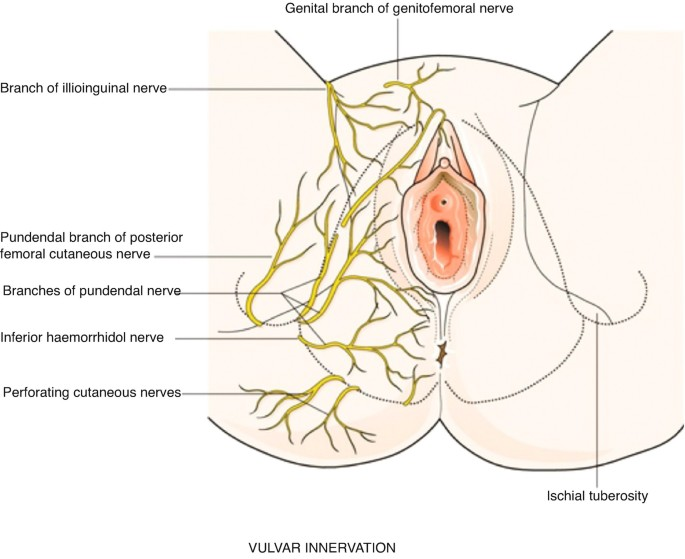 Genital branch of genitofemoral nerve
Branch of illioinguinal nerve
Pundendal branch of posterior
femoral cutaneous nerve
Branches of pundendal nerve
Inferior haemorrhidol nerve
Perforating cutaneous nerves
Ischial tuberosity
VULVAR INNERVATION